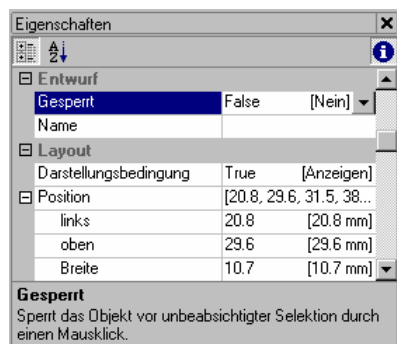 Eigenschaften
Entwurf
Gesperrt False [Nein]
Name
Layout
Darstellungsbedingung True [Anzeigen]
Position [20.8, 29.6, 31.5, 38...
links 20.8 [20.8 mm]
oben 29.6 [29.6 mm]
Breite 10.7 [10.7 mm]
Gesperrt
Sperrt das Objekt vor unbeabsichtigter Selektion durch
einen Mausklick.